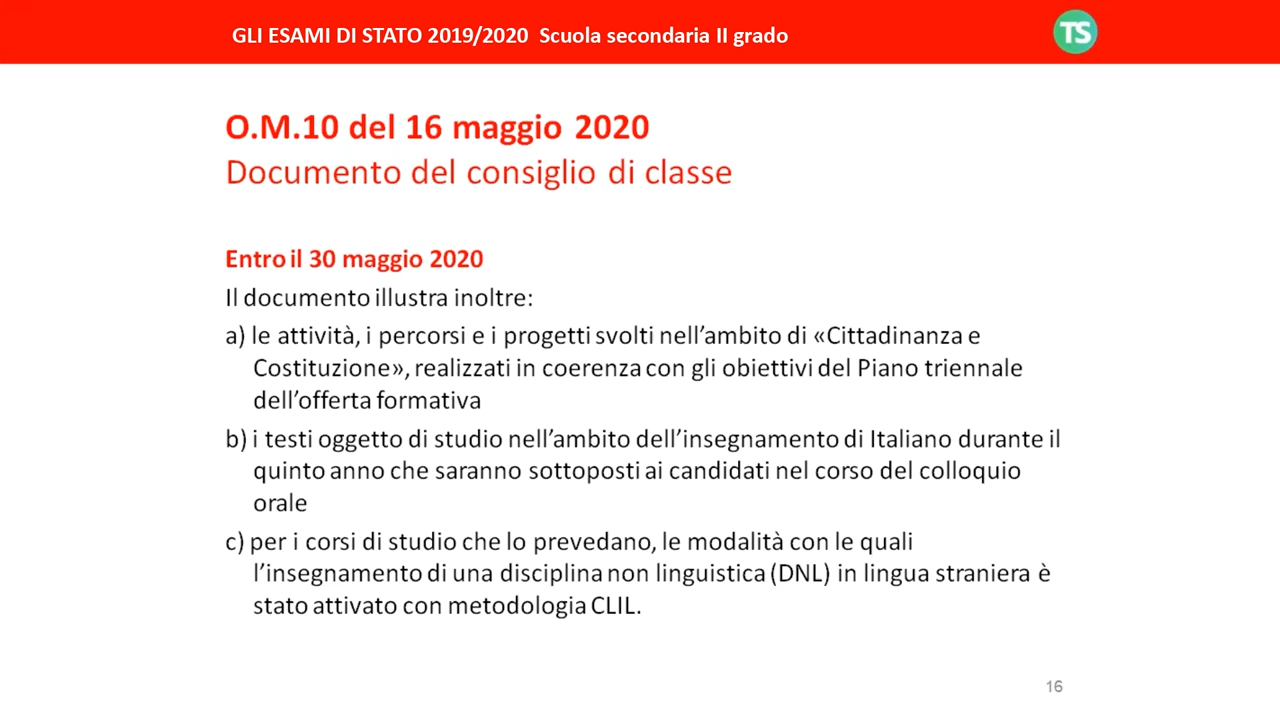 GLI ESAMI DI STATO 2019/2020 Scuola secondaria II grado
TS
O.M.10 del 16 maggio 2020
Documento del consiglio di classe
Entro il 30 maggio 2020
Il documento illustra inoltre:
a) le attività, i percorsi e i progetti svolti nell’ambito di «Cittadinanza e
Costituzione», realizzati in coerenza con gli obiettivi del Piano triennale
dell’offerta formativa
b) i testi oggetto di studio nell’ambito dell’insegnamento di Italiano durante il
quinto anno che saranno sottoposti ai candidati nel corso del colloquio
orale
c) per i corsi di studio che lo prevedano, le modalità con le quali
l’insegnamento di una disciplina non linguistica (DNL) in lingua straniera è
stato attivato con metodologia CLIL.
16